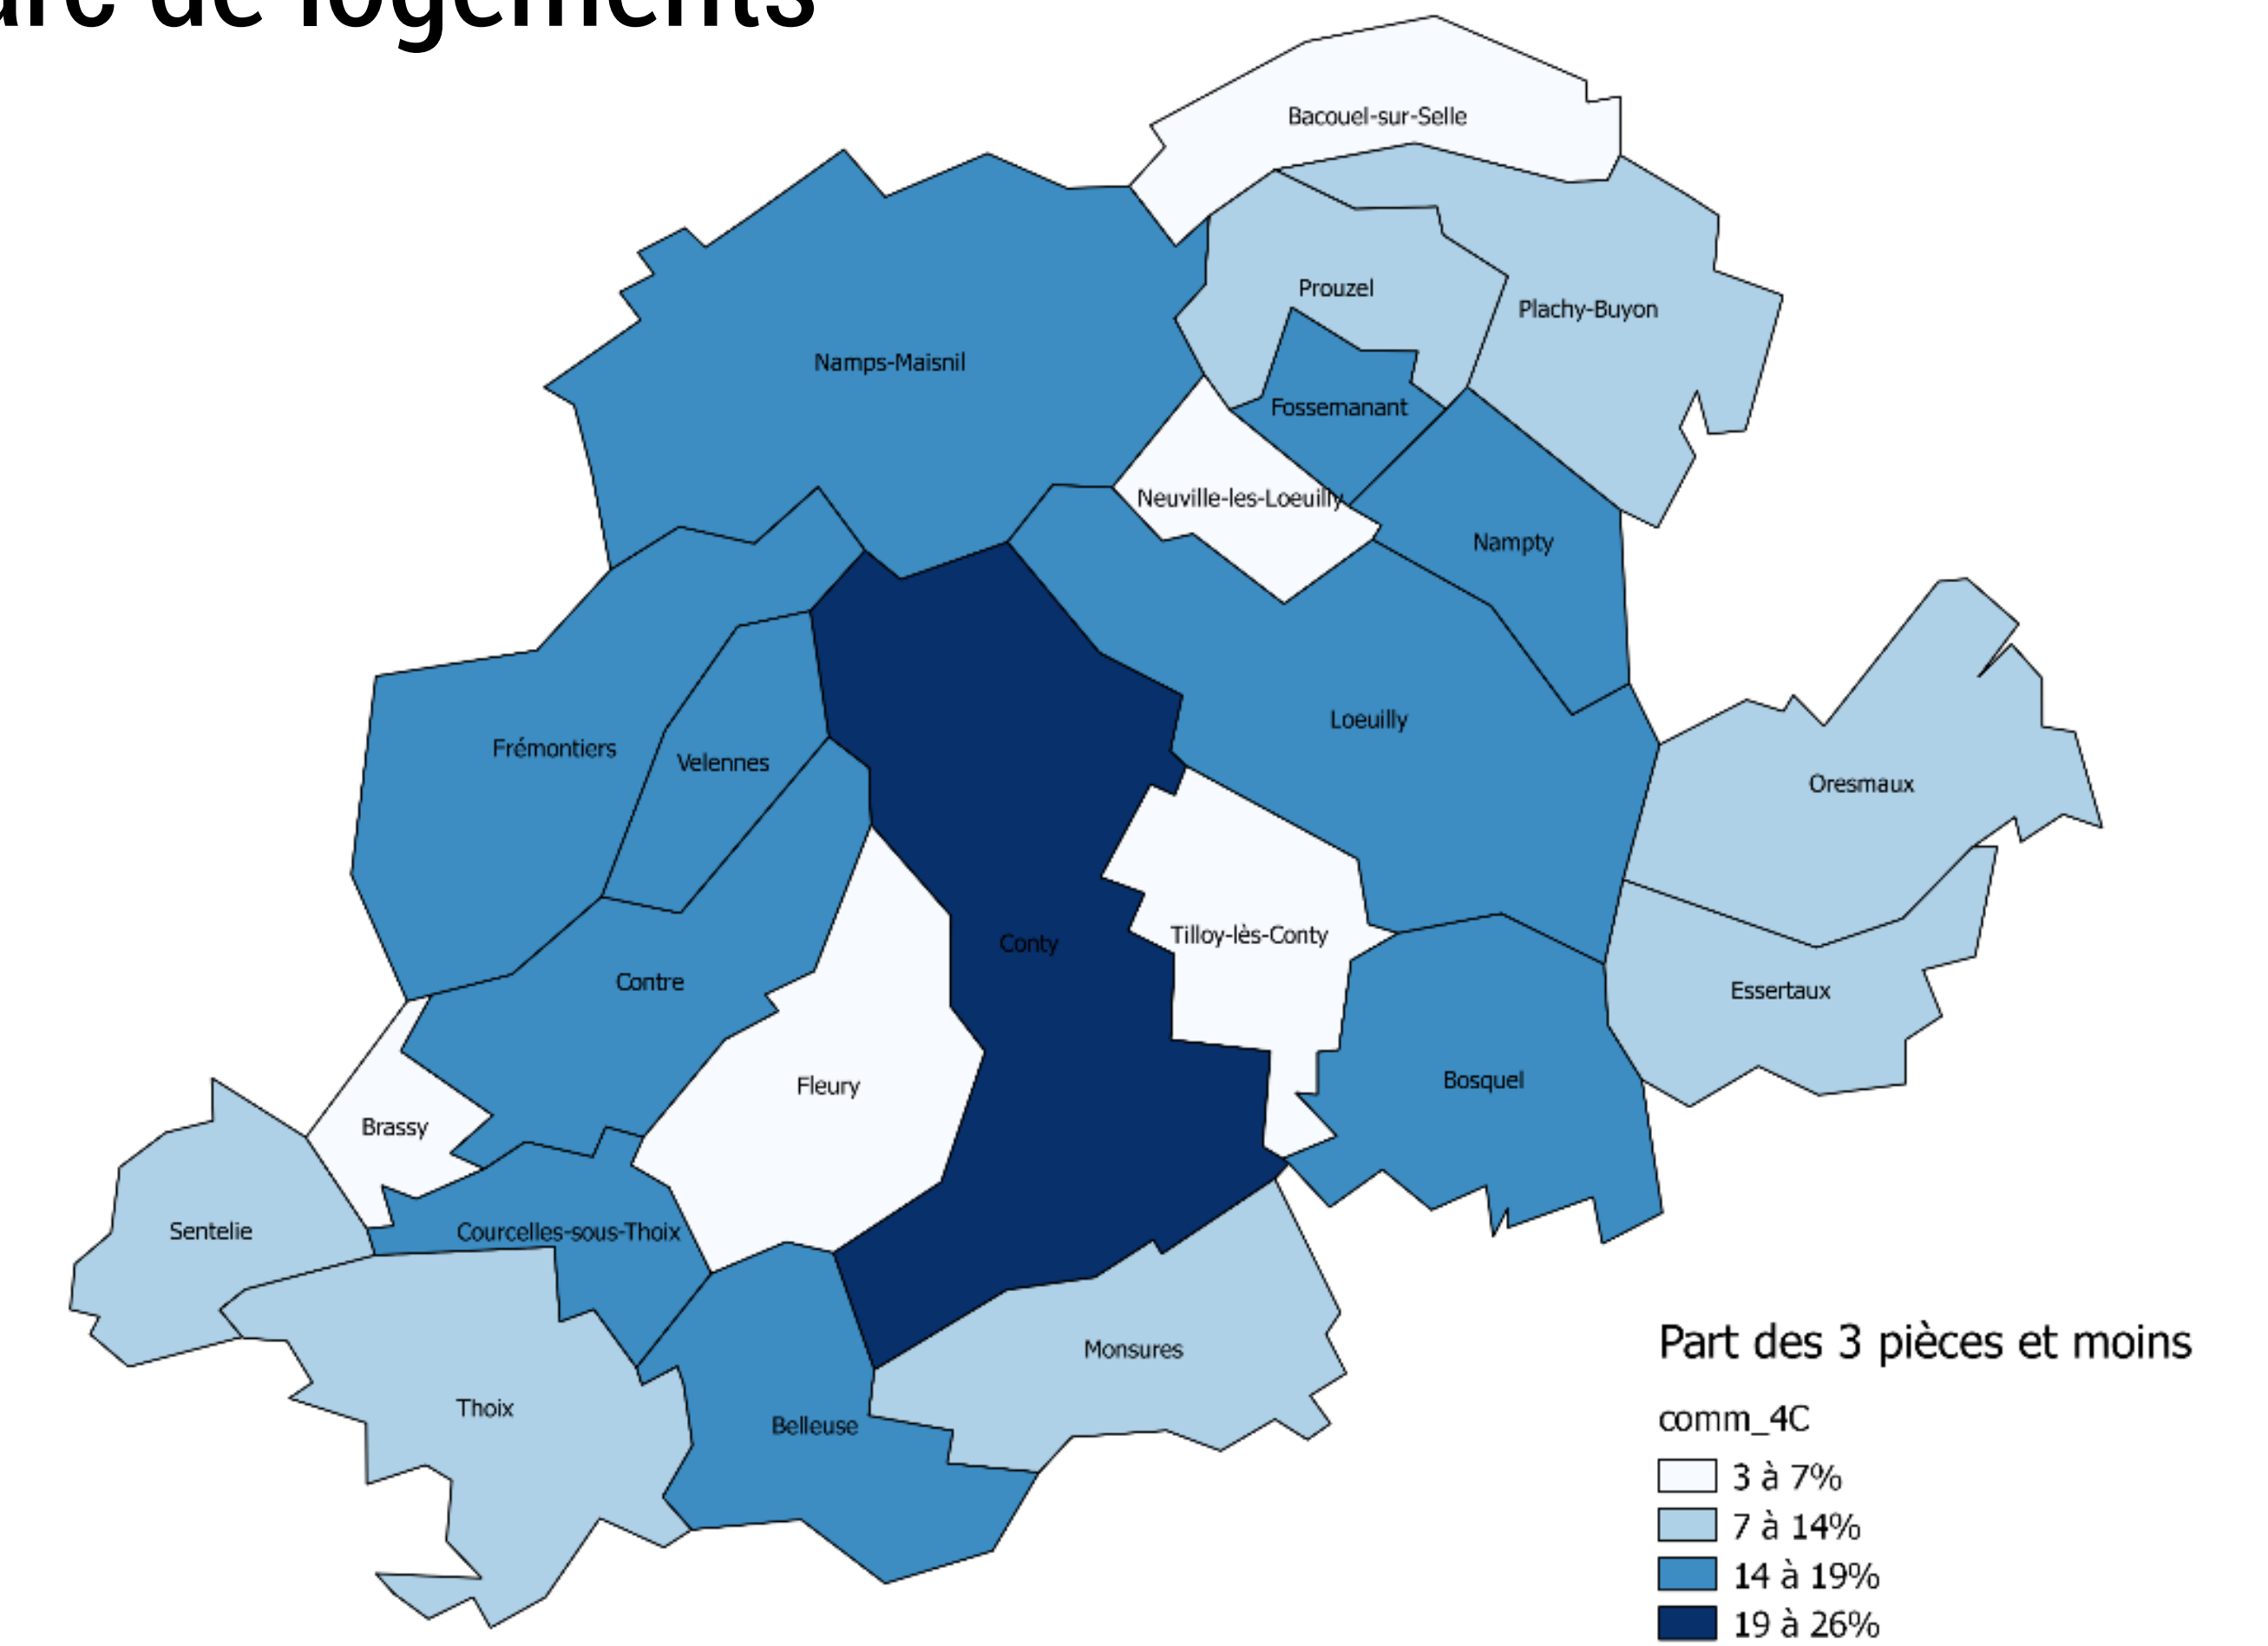 de logements
Bacouel-sur-Selle
Prouzel
Plachy-Buyon
Namps-Maisnil
Fossemanant
Neuville-les-Loeuilly
Nampty
Loeuilly
Frémontiers
Velennes
Oresmaux
Tilloy-lès-Conty
Conty
Contre
Essertaux
Bosquel
Fleury
Brassy
Sentelie
Courcelles-sous-Thoix
Monsures
Thoix
Belleuse
Part des 3 pièces et moins
comm_4C
3 à 7%
7 à 14%
14 à 19%
19 à 26%